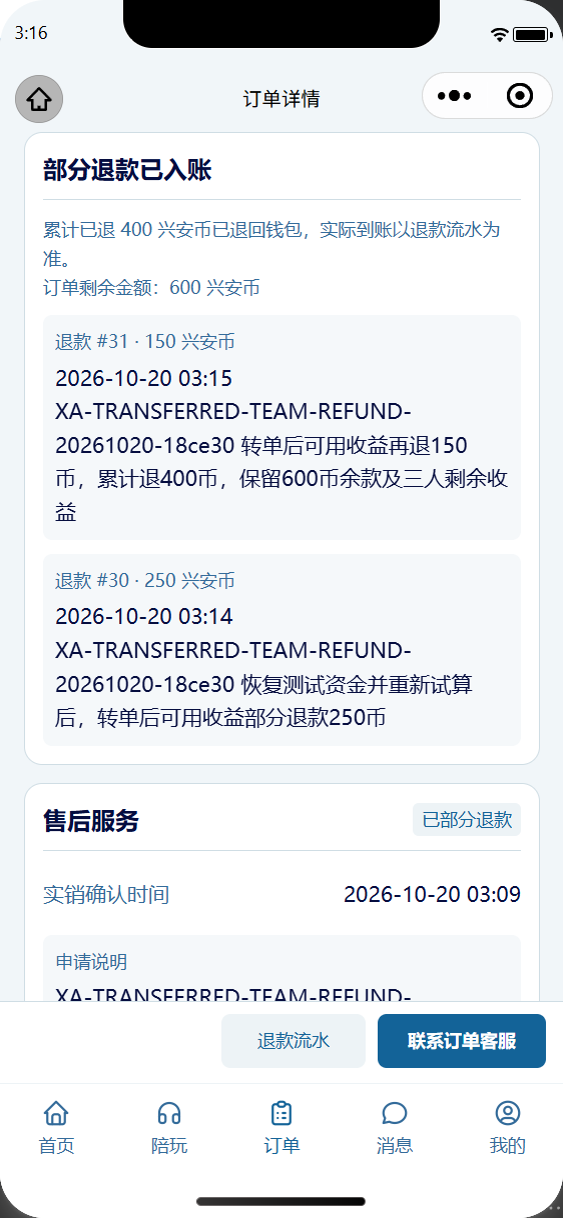 3:16
订单详情
部分退款已入账
累计已退 400 兴安币已退回钱包，实际到账以退款流水为
准。
订单剩余金额：600 兴安币
退款 #31 · 150 兴安币
2026-10-20 03:15
XA-TRANSFERRED-TEAM-REFUND-
20261020-18ce30 转单后可用收益再退150
币，累计退400币，保留600币余款及三人剩余收
益
退款 #30 · 250 兴安币
2026-10-20 03:14
XA-TRANSFERRED-TEAM-REFUND-
20261020-18ce30 恢复测试资金并重新试算
后，转单后可用收益部分退款250币
售后服务
已部分退款
实销确认时间
2026-10-20 03:09
申请说明
XA-TRANSFERRED-TEAM-REFUND-
退款流水
联系订单客服
首页
陪玩
订单
消息
我的